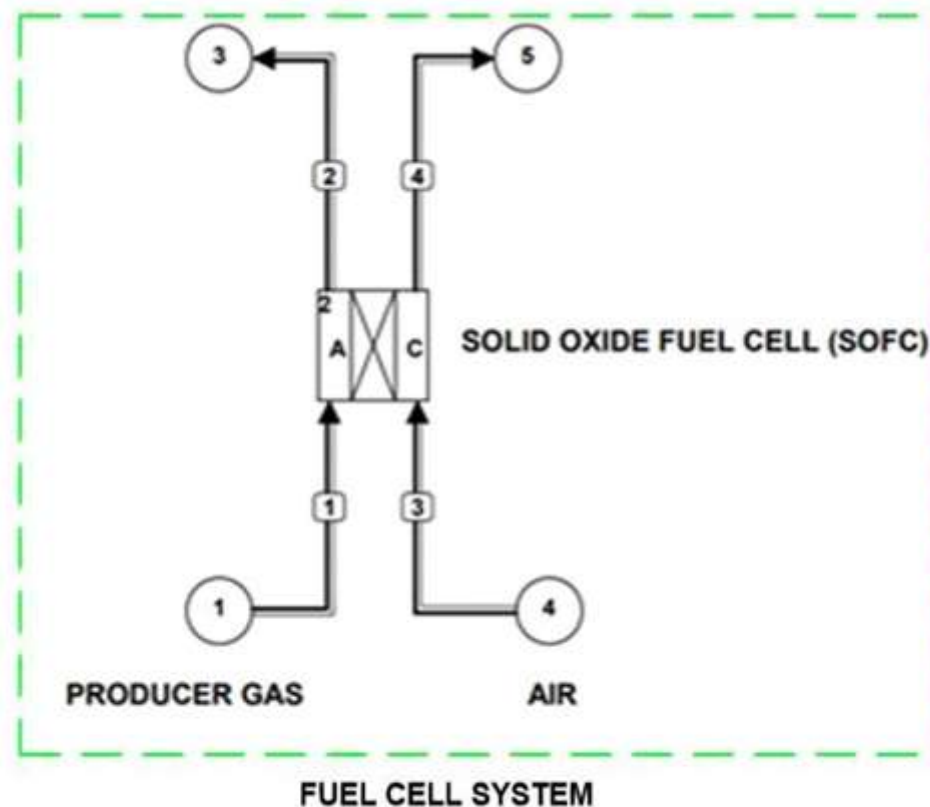 3
5
2
4
2
A
C
SOLID OXIDE FUEL CELL (SOFC)
1
3
1
4
PRODUCER GAS
AIR
FUEL CELL SYSTEM